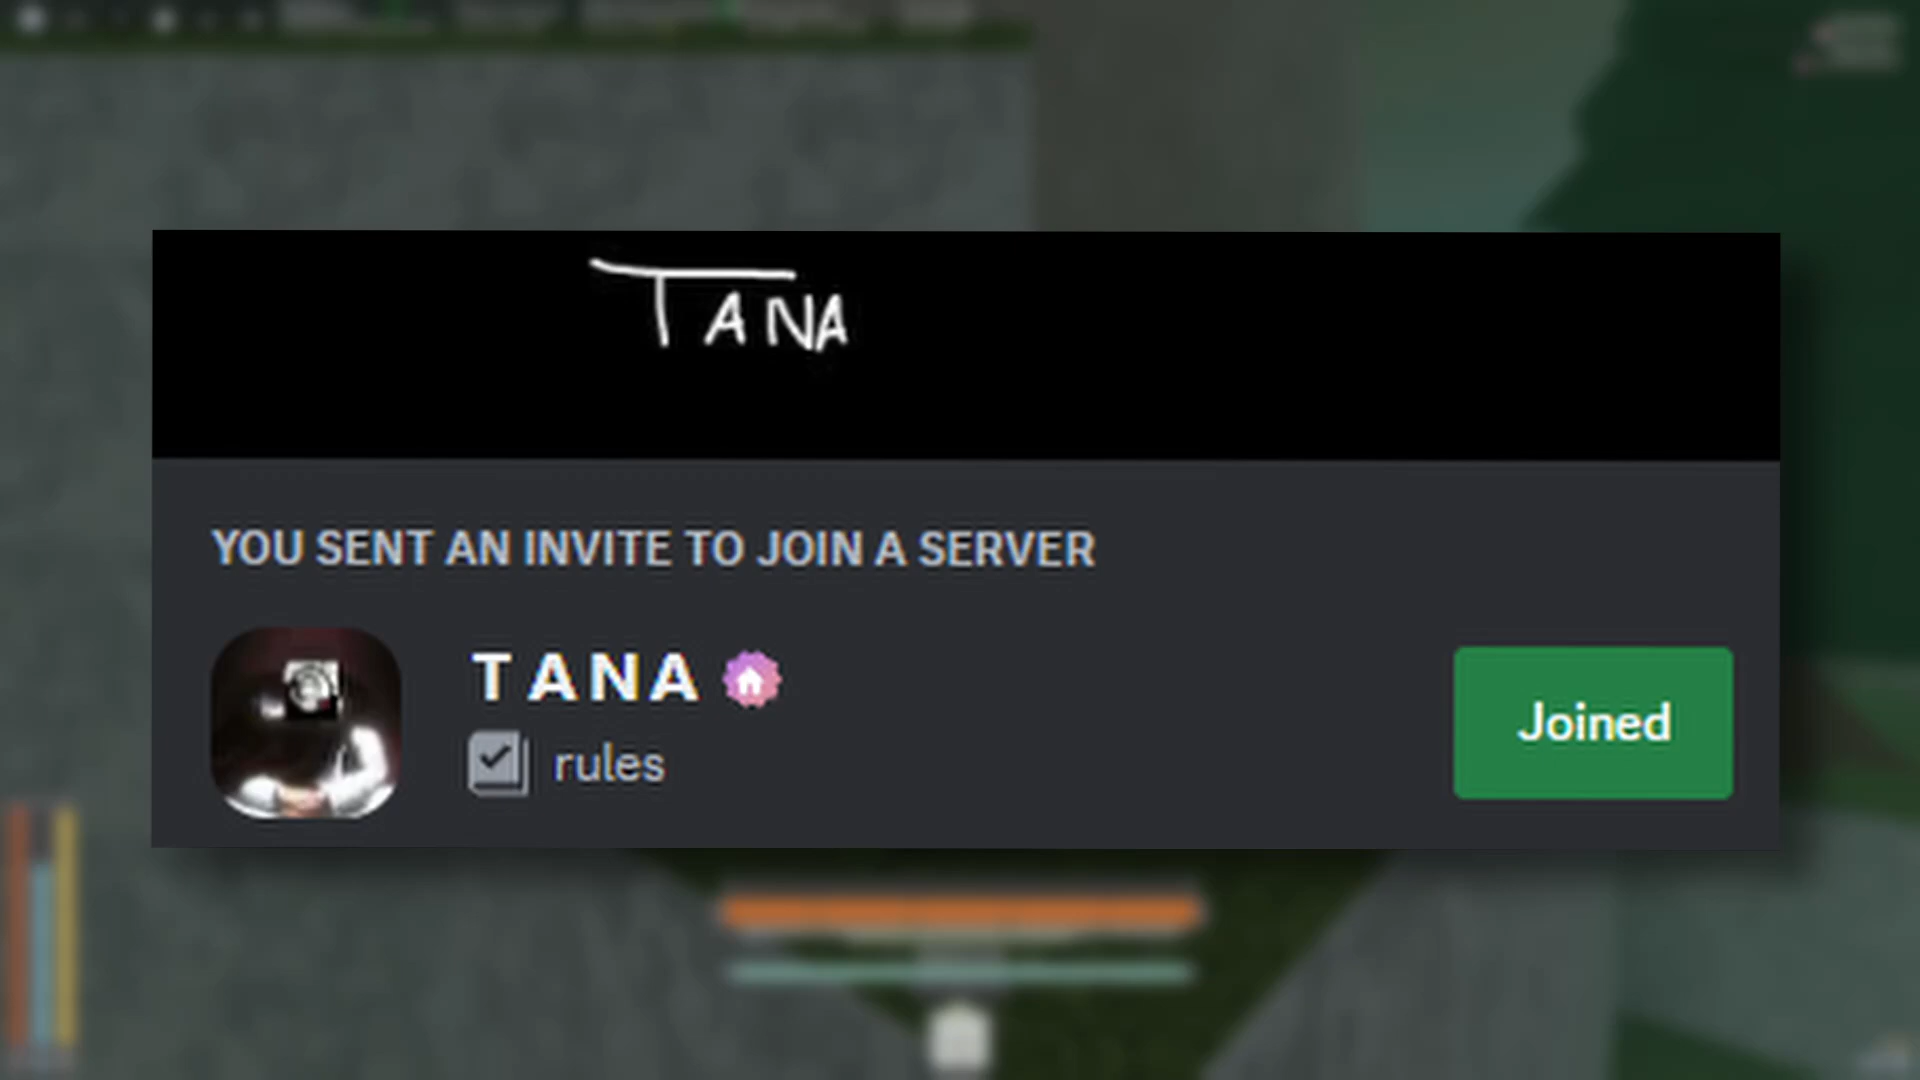 TANA
YOU SENT AN INVITE TO JOIN A SERVER
TANA
rules
Joined